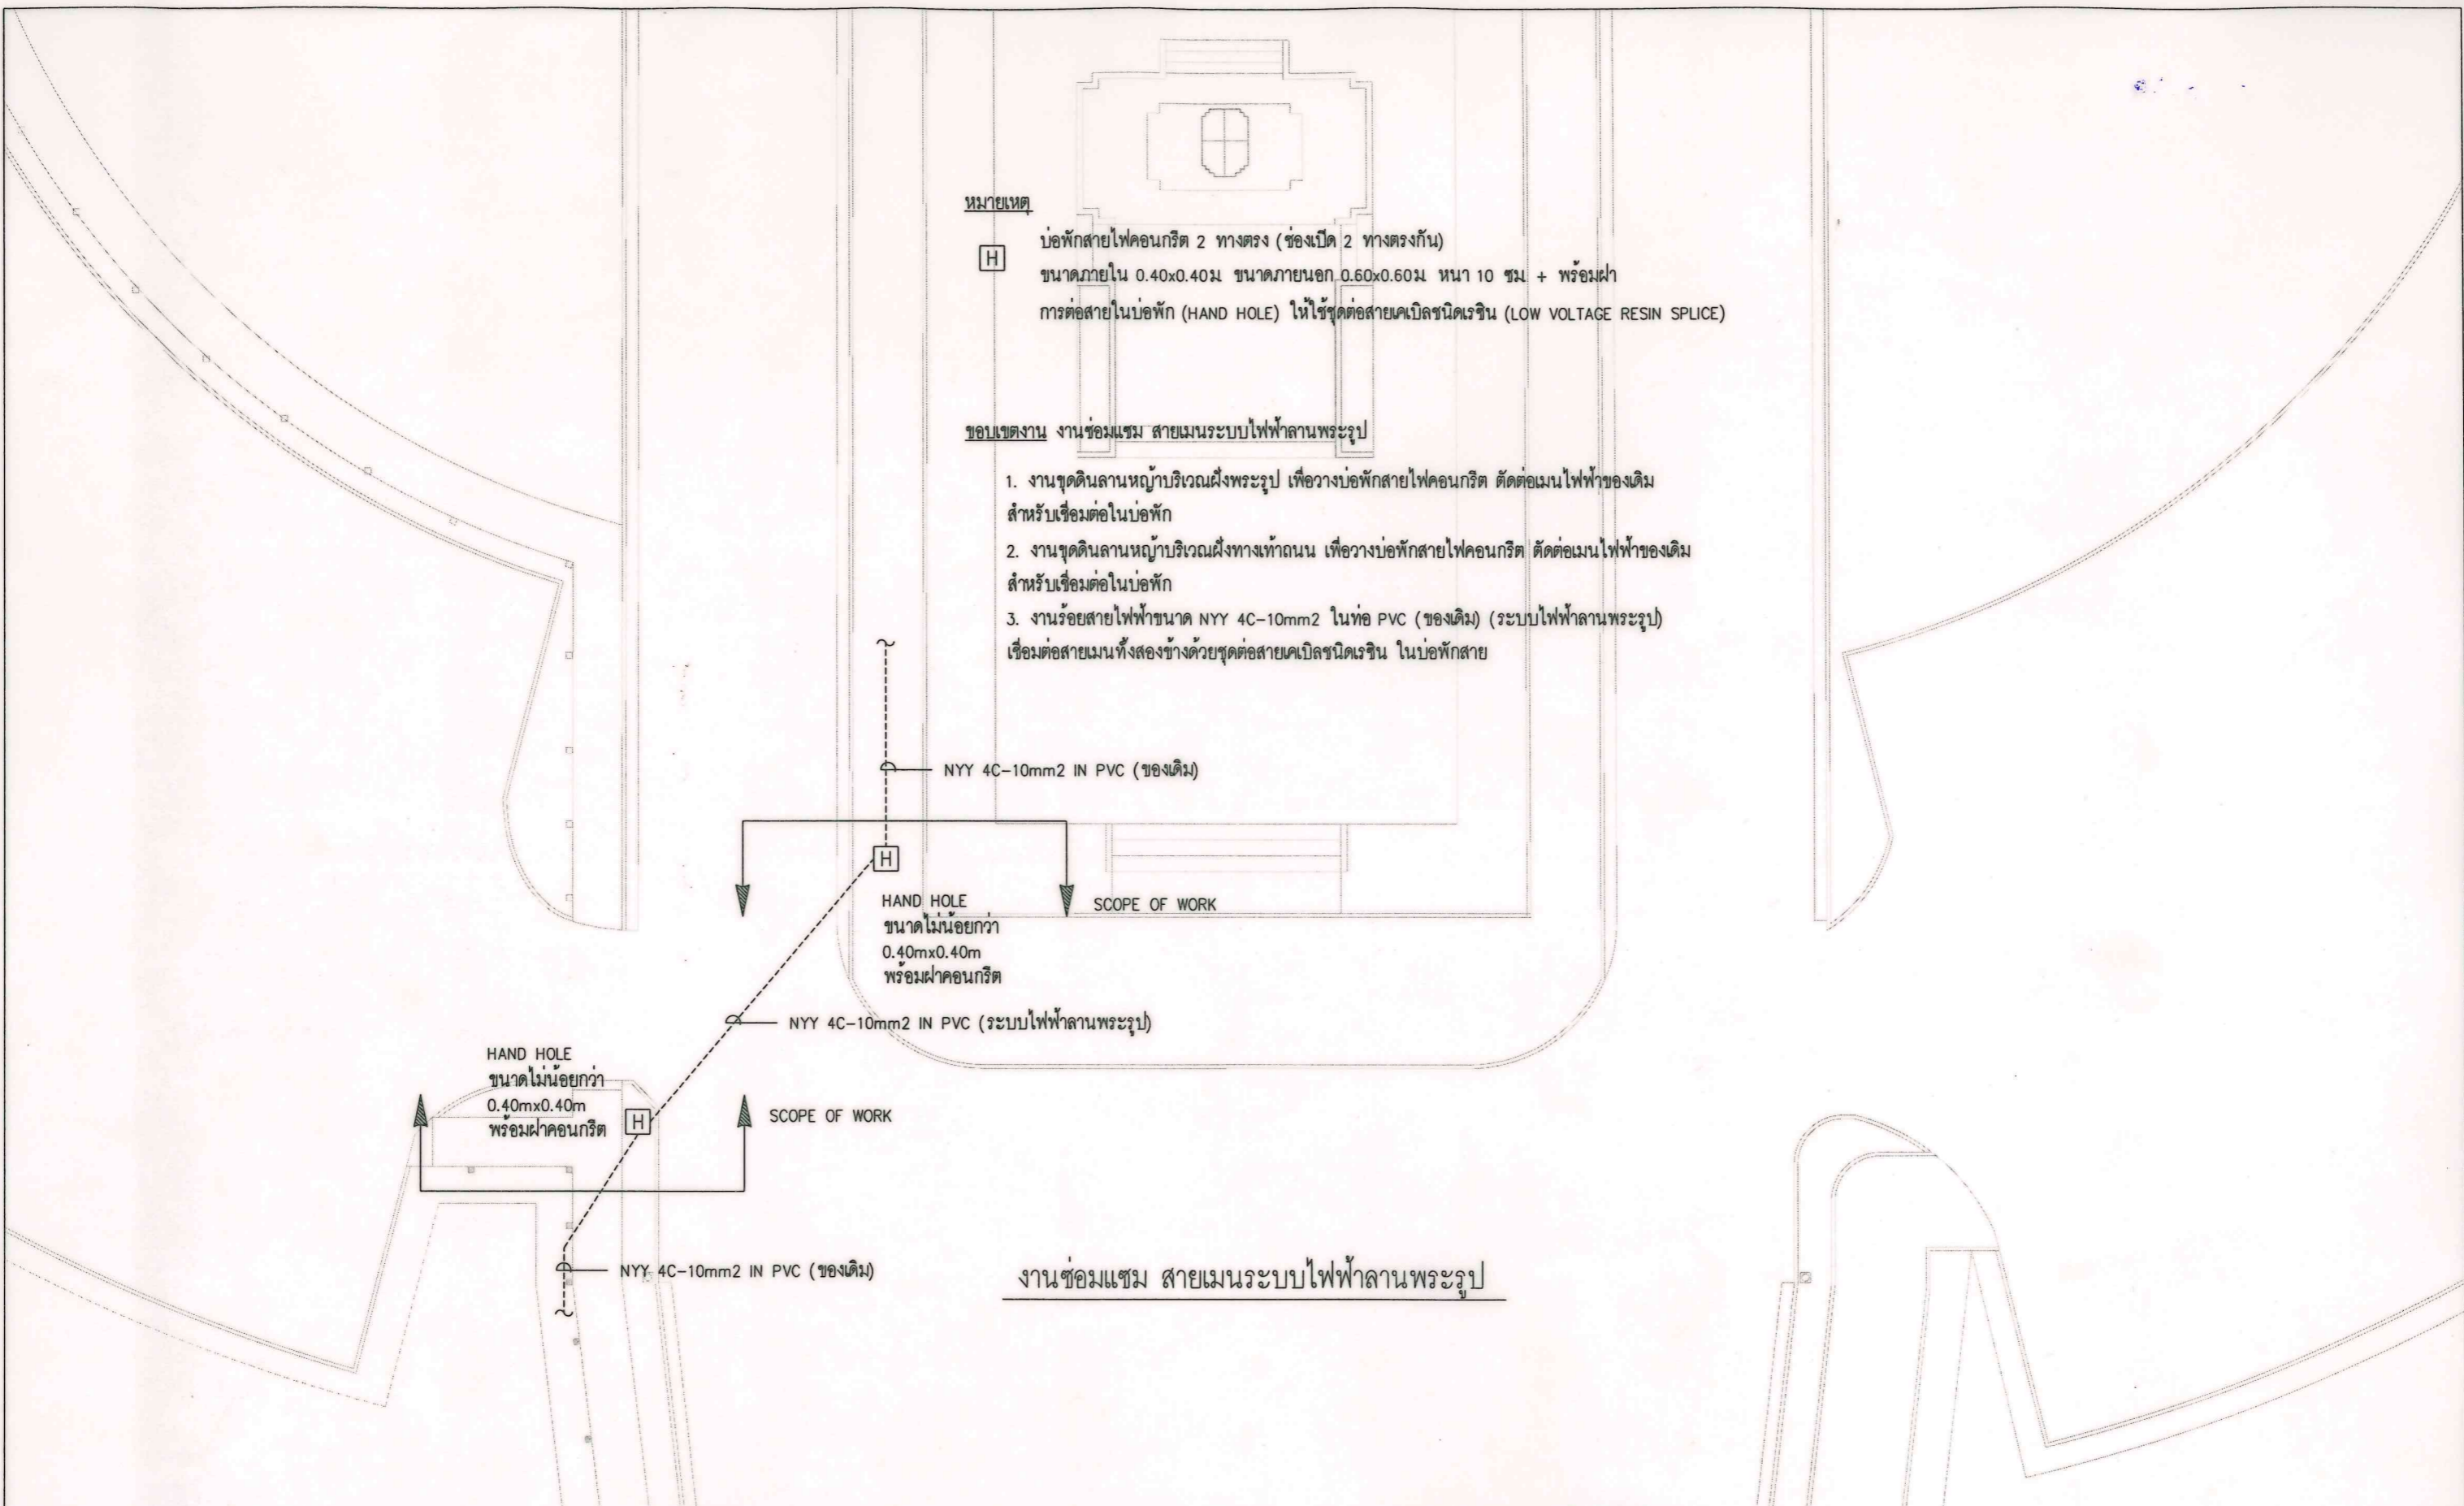 หมายเหตุ
H
บ่อพักสายไฟคอนกรีต 2 ทางตรง (ช่องเปิด 2 ทางตรงกัน)
ขนาดภายใน 0.40x0.40ม. ขนาดภายนอก 0.60x0.60ม. หนา 10 ซม. + พร้อมฝา
การต่อสายในบ่อพัก (HAND HOLE) ให้ใช้ชุดต่อสายเคเบิลชนิดเรซิน (LOW VOLTAGE RESIN SPLICE)
ขอบเขตงาน งานซ่อมแซม สายเมนระบบไฟฟ้าลานพระรูป
1. งานขุดดินลานหญ้าบริเวณฝั่งพระรูป เพื่อวางบ่อพักสายไฟคอนกรีต ตัดต่อเมนไฟฟ้าของเดิม
สำหรับเชื่อมต่อในบ่อพัก
2. งานขุดดินลานหญ้าบริเวณฝั่งทางเท้าถนน เพื่อวางบ่อพักสายไฟคอนกรีต ตัดต่อเมนไฟฟ้าของเดิม
สำหรับเชื่อมต่อในบ่อพัก
3. งานร้อยสายไฟฟ้าขนาด NYY 4C-10mm2 ในท่อ PVC (ของเดิม) (ระบบไฟฟ้าลานพระรูป)
เชื่อมต่อสายเมนทั้งสองข้างด้วยชุดต่อสายเคเบิลชนิดเรซิน ในบ่อพักสาย
NYY 4C-10mm2 IN PVC (ของเดิม)
H
HAND HOLE
ขนาดไม่น้อยกว่า
0.40mx0.40m
พร้อมฝาคอนกรีต
SCOPE OF WORK
NYY 4C-10mm2 IN PVC (ระบบไฟฟ้าลานพระรูป)
HAND HOLE
ขนาดไม่น้อยกว่า
0.40mx0.40m
พร้อมฝาคอนกรีต
H
SCOPE OF WORK
NYY 4C-10mm2 IN PVC (ของเดิม)
งานซ่อมแซม สายเมนระบบไฟฟ้าลานพระรูป